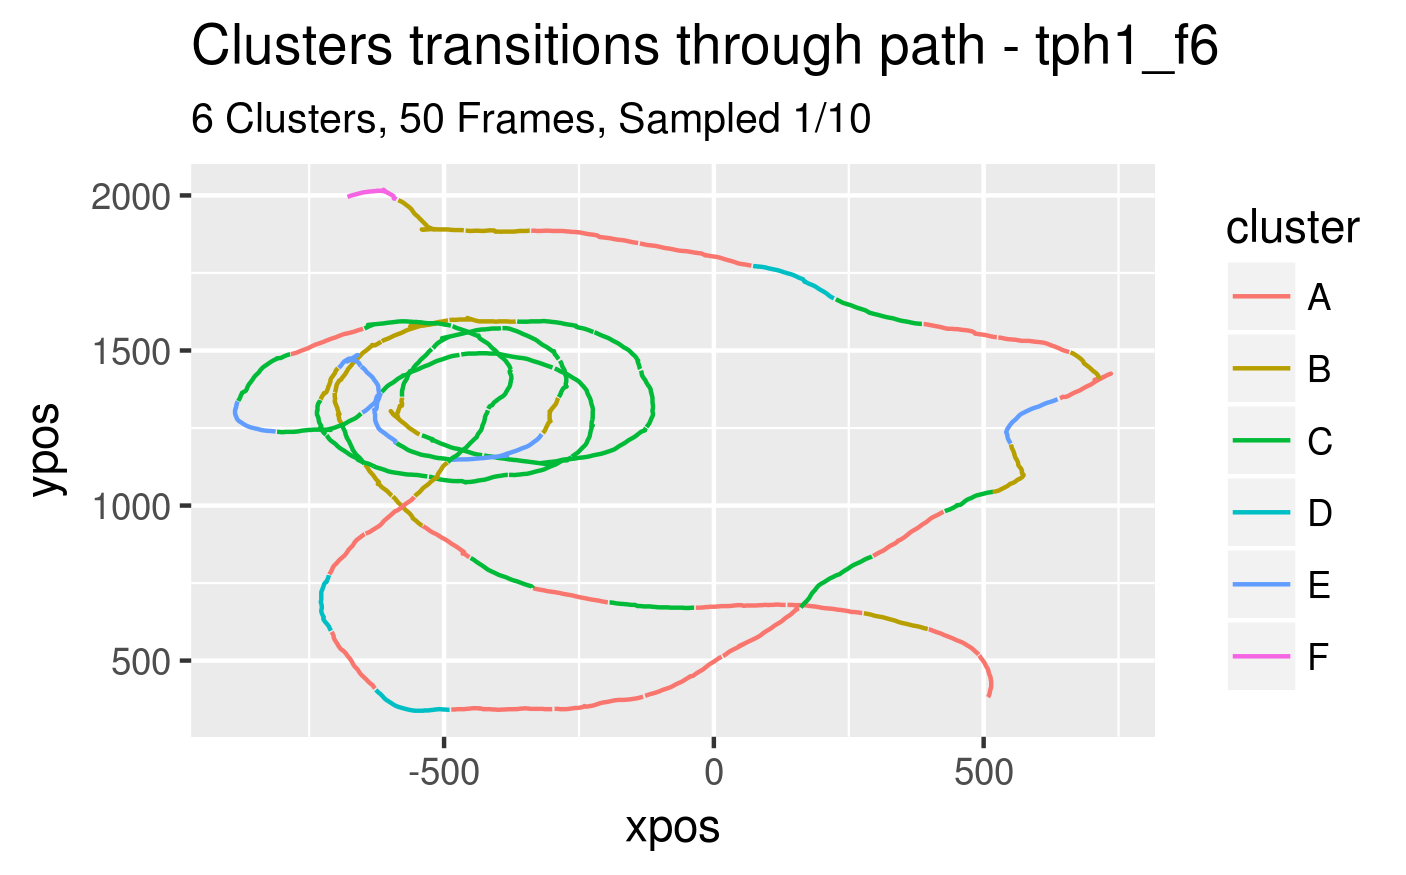 Clusters transitions through path - tph1_f6
6 Clusters, 50 Frames, Sampled 1/10
2000
1500
1000
500
ypos
-500 0 500
xpos
cluster
A
B
C
D
E
F